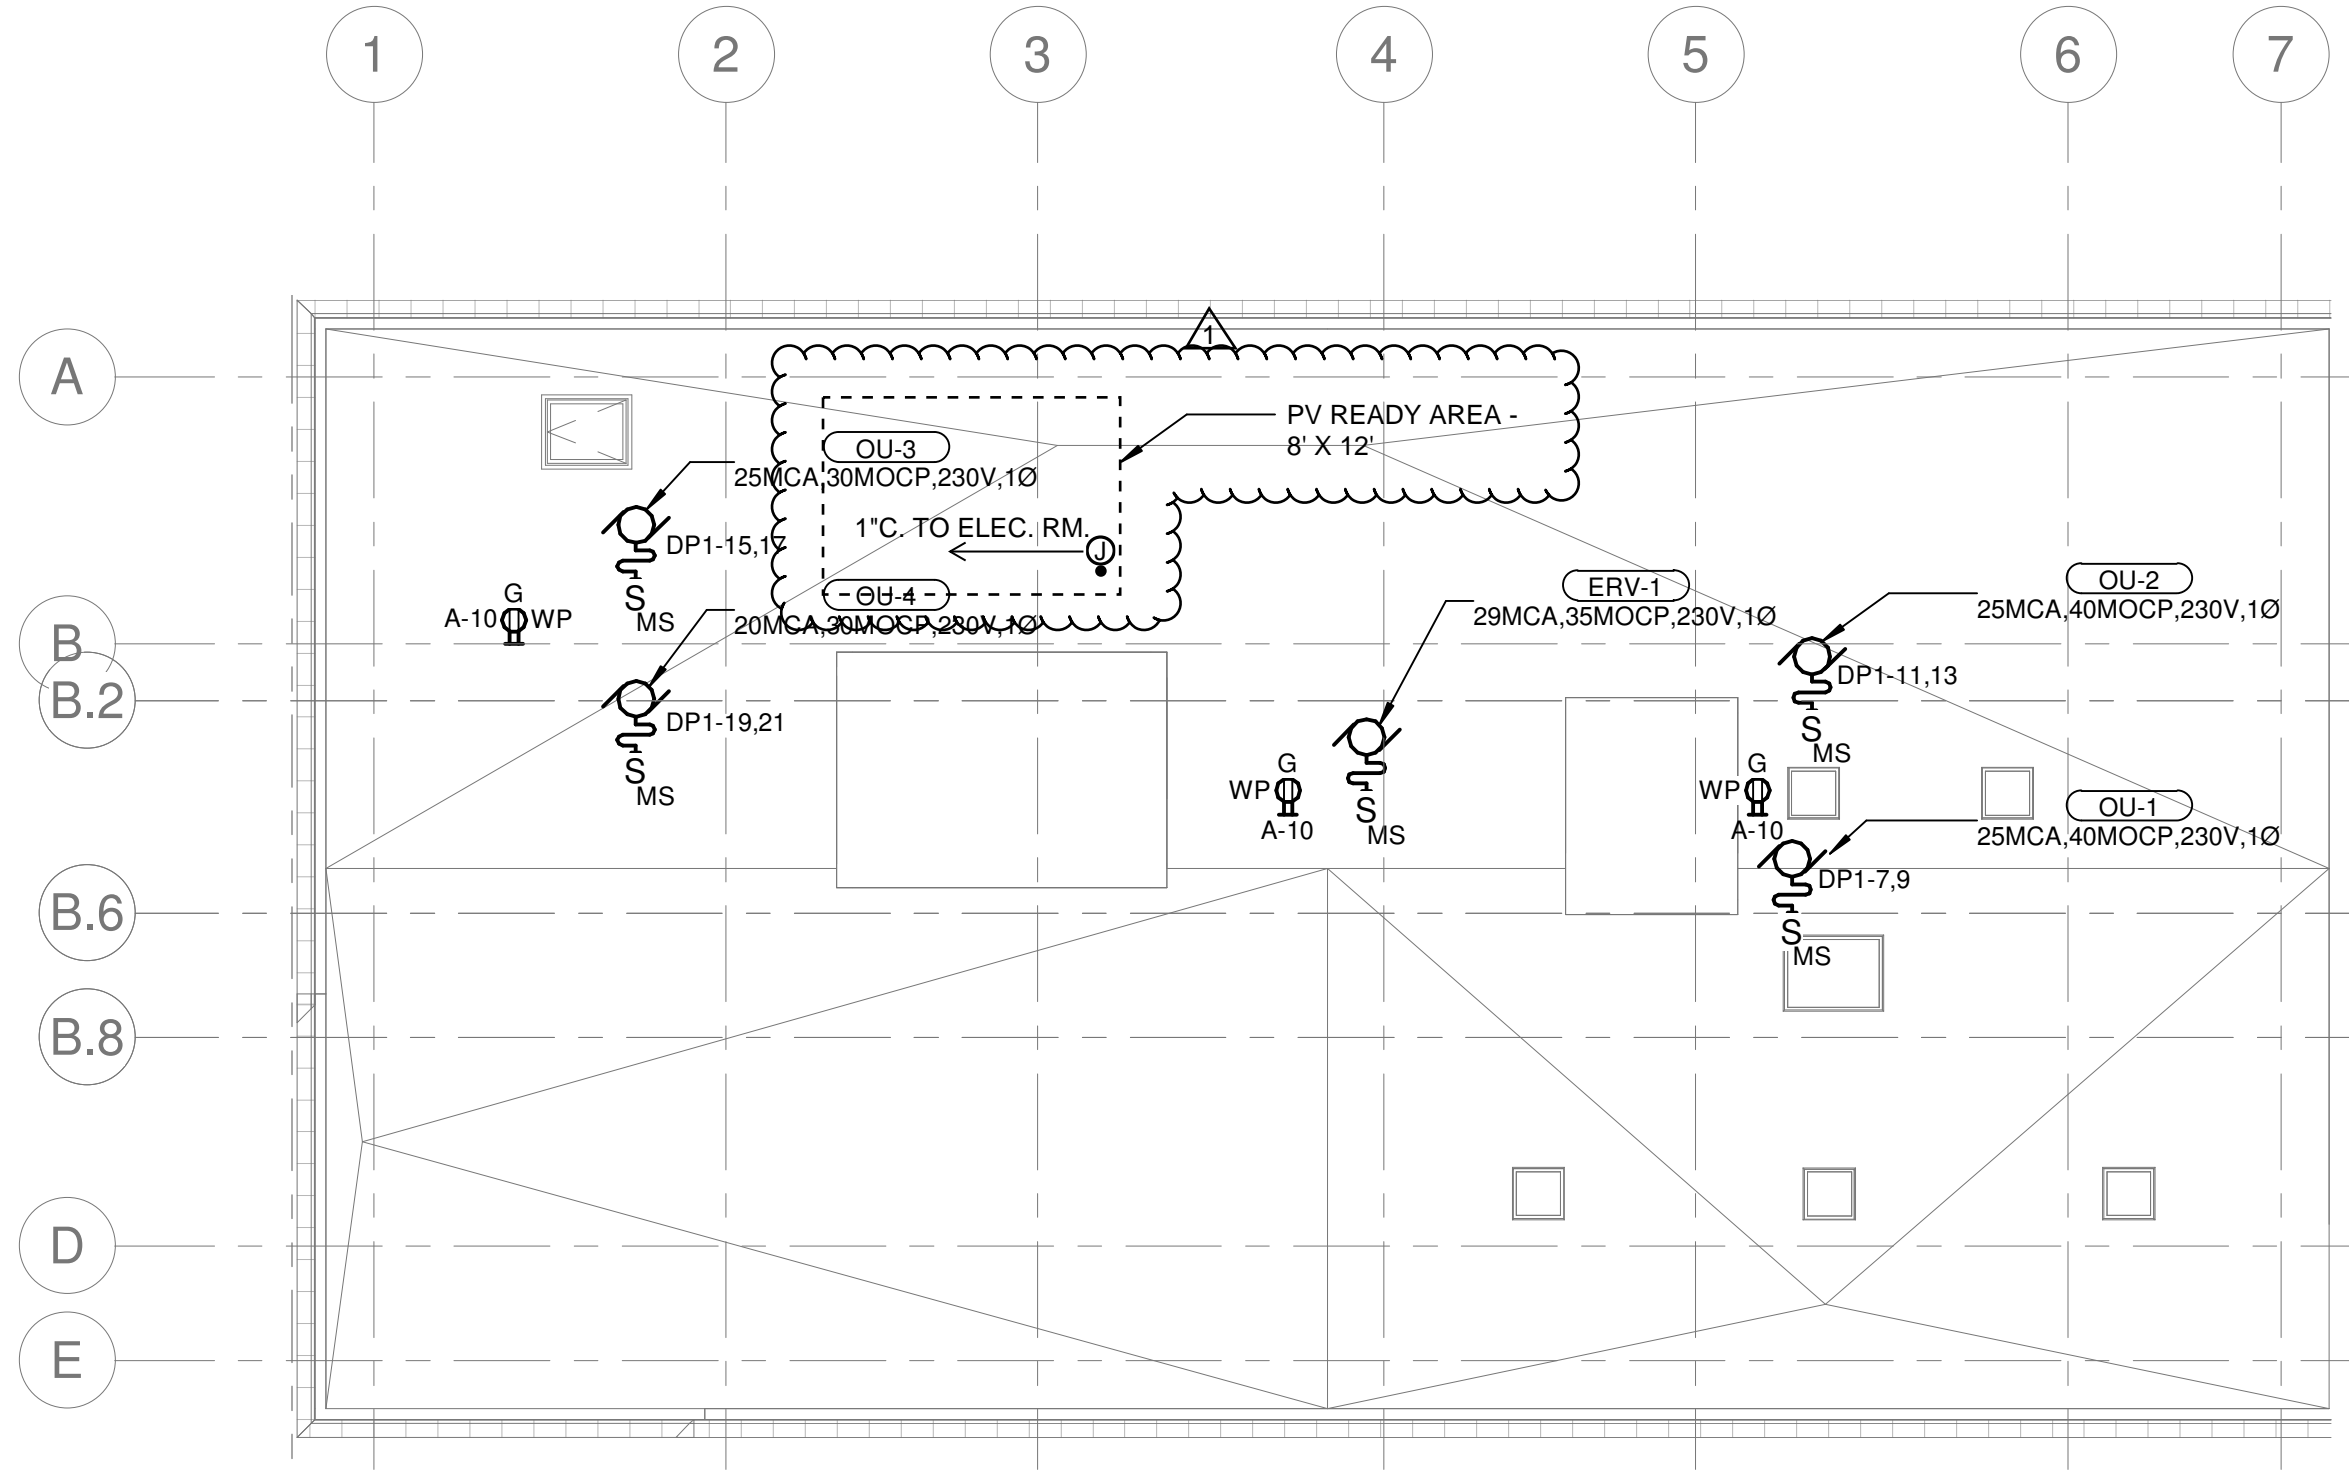 1
2
3
4
5
6
7
A
B
B.2
B.6
B.8
D
E
1
PV READY AREA -
8' X 12'
OU-3
25MCA,30MOCP,230V,1Ø
DP1-15,17
S
MS
1"C. TO ELEC. RM.
J
OU-4
20MCA,30MOCP,230V,1Ø
G
A-10 WP
DP1-19,21
S
MS
ERV-1
29MCA,35MOCP,230V,1Ø
S
MS
G
WP
A-10
OU-2
25MCA,40MOCP,230V,1Ø
DP1-11,13
S
MS
G
WP
A-10
OU-1
25MCA,40MOCP,230V,1Ø
DP1-7,9
S
MS